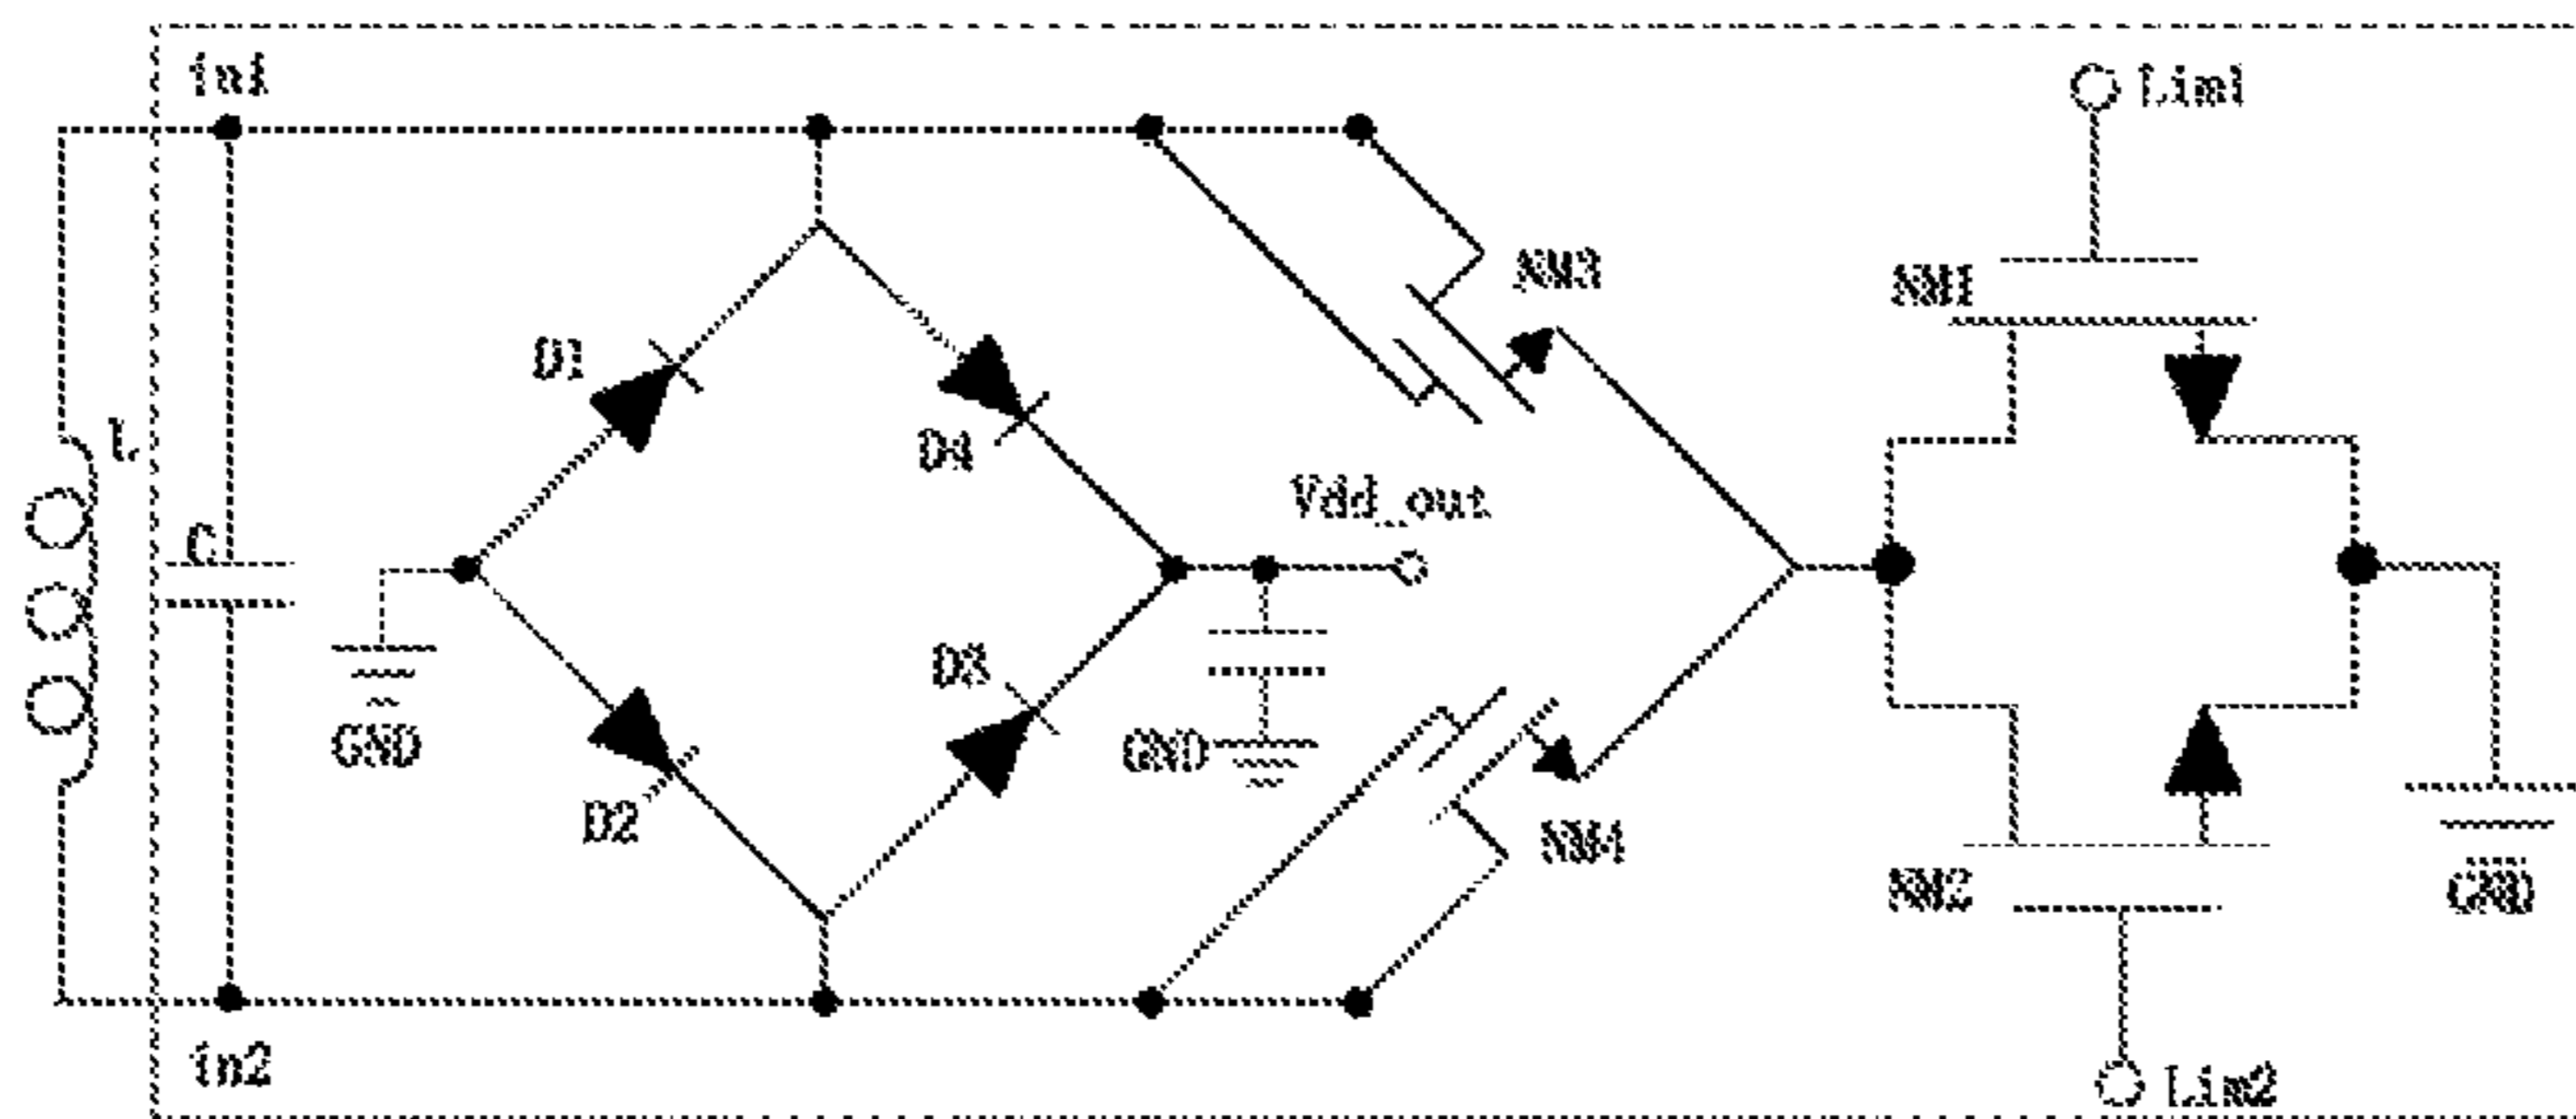 in1
Lim1
NM3
NM1
D1
L
D4
Vdd_out
C
D3
GND
GND
D2
NM4
NM2
GND
in2
Lim2